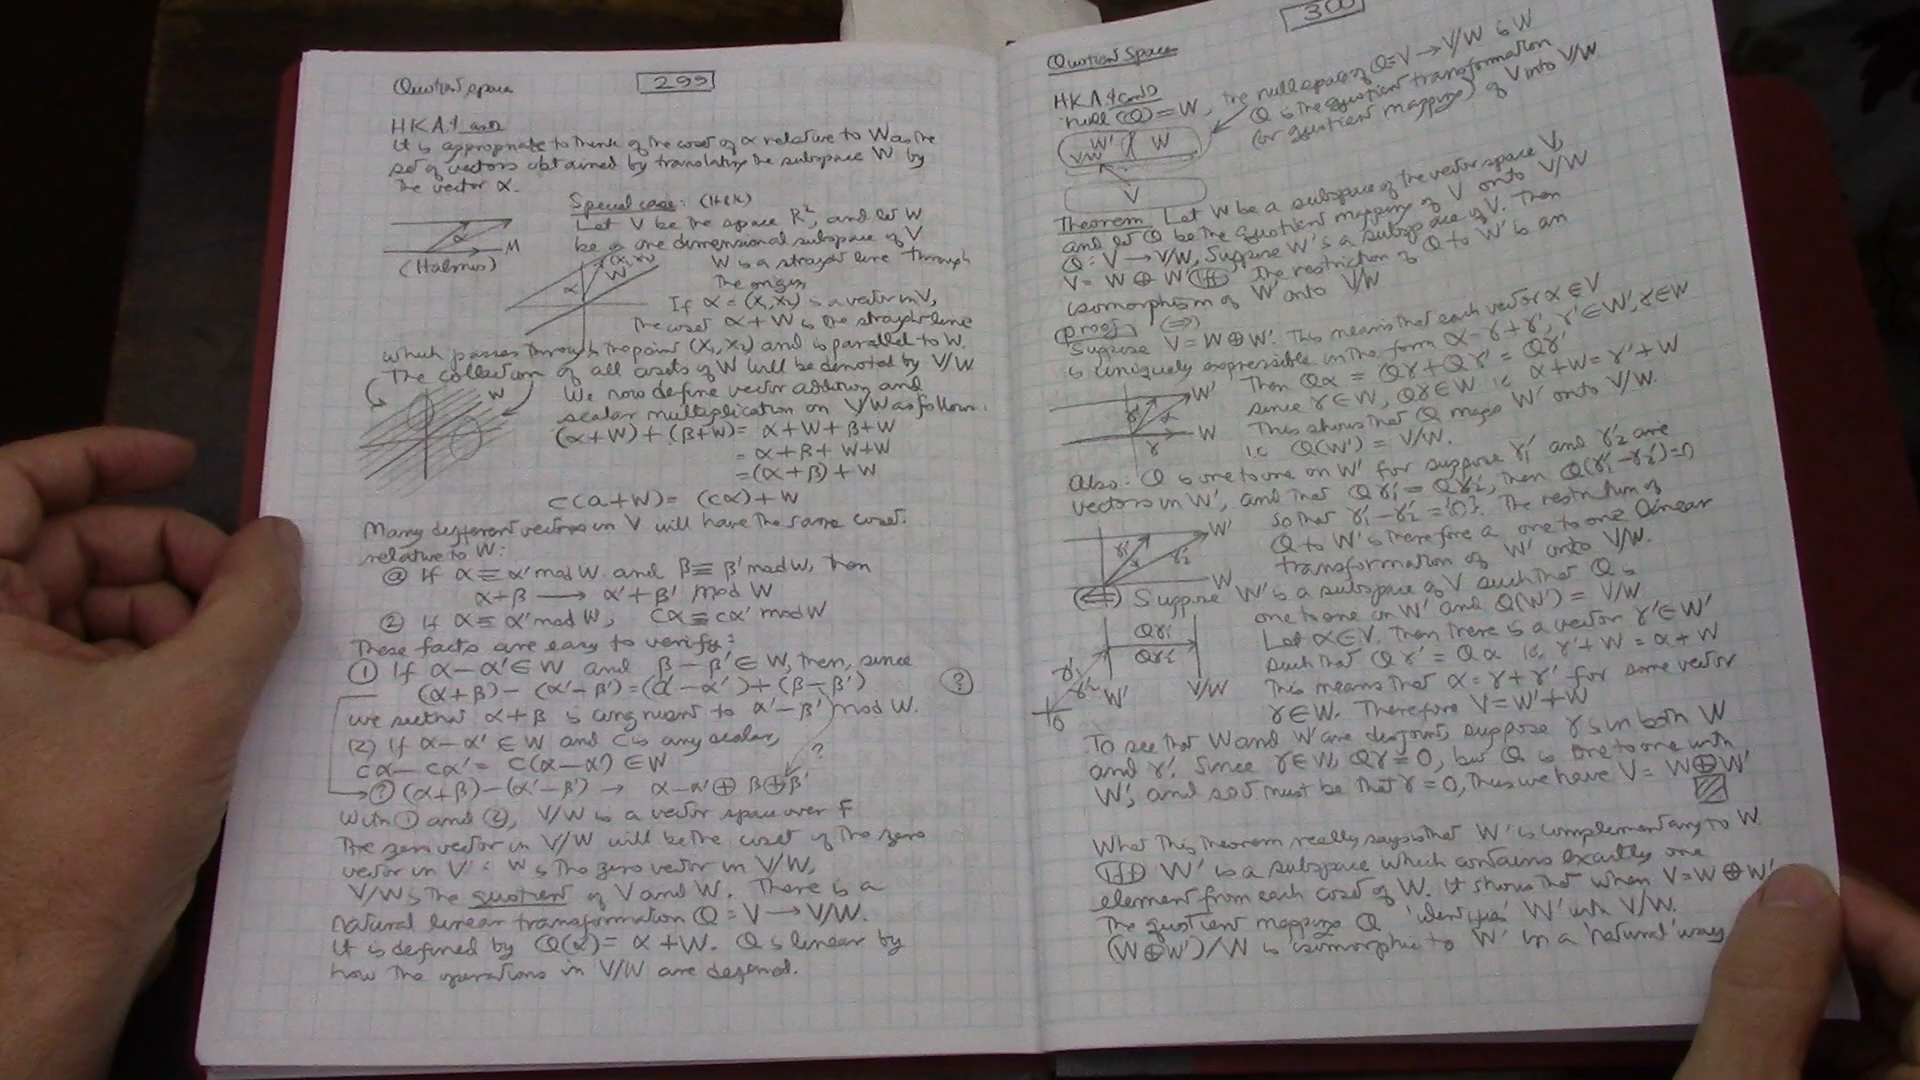 Quotient space
299
HKA4 contd
It is appropriate to think of the coset of α relative to W as the
set of vectors obtained by translating the subspace W by
the vector α.
Special case: (H&K)
Let V be the space R², and let W
be a one dimensional subspace of V
α
M
(Halmos)
(x₁,x₂)
W
α
W is a straight line through
the origin
If α = (x₁,x₂) is a vector in V,
the coset α+W is the straight line
which passes through the point (x₁,x₂) and is parallel to W.
The collection of all cosets of W will be denoted by V/W
W
We now define vector addition and
scalar multiplication on V/W as follows:
(α+W)+(β+W)= α+W+β+W
= α+β+W+W
=(α+β)+W
c(α+W)= (cα)+W
Many different vectors in V will have the same coset
relative to W:
① If α≡α' mod W and β≡β' mod W, then
α+β ⟶ α'+β' mod W
② If α≡α' mod W, cα≡cα' mod W
These facts are easy to verify:
① If α-α'∈W and β-β'∈W, then, since
(α+β)-(α'-β')=(α-α')+(β-β') ?
we see that α+β is congruent to α'-β' mod W.
(2) If α-α'∈W and c is any scalar,
cα-cα'= c(α-α')∈W ?
→① (α+β)-(α'-β') → α-α'⊕β⊕β'
With ① and ②, V/W is a vector space over F
The zero vector in V/W will be the coset of the zero
vector in V: W is the zero vector in V/W,
V/W is the quotient of V and W. There is a
natural linear transformation Q: V→V/W.
It is defined by Q(α)= α+W. Q is linear by
how the operations in V/W are defined.
300
Quotient Space
HKA4 contd
null(Q)=W, the null space of Q:V→V/W is W
Q is the quotient transformation
(or quotient mapping) of V into V/W.
W' W
V/W
V
Theorem Let W be a subspace of the vector space V,
and let Q be the quotient mapping of V onto V/W
Q:V→V/W, Suppose W' is a subspace of V. Then
V= W⊕W' iff The restriction of Q to W' is an
isomorphism of W' onto V/W
proof: (⇒)
Suppose V=W⊕W'. This means that each vector α∈V
is uniquely expressible in the form α=γ+γ', γ'∈W', γ∈W
Then Qα = Qγ+Qγ' = Qγ'
since γ∈W, Qγ∈W ie α+W=γ'+W
This shows that Q maps W' onto V/W.
ie Q(W')=V/W.
W'
γ'
α
W
γ
Also: Q is one to one on W' for suppose γ₁' and γ₂' are
vectors in W', and that Qγ₁'=Qγ₂', then Q(γ₁'-γ₂')=0
so that γ₁'-γ₂'={0}. The restriction of
Q to W' is therefore a one to one linear
transformation of W' onto V/W.
W'
γ₁'
γ₂'
W
(⇐) Suppose W' is a subspace of V such that Q is
one to one on W' and Q(W')=V/W
Let α∈V. Then there is a vector γ'∈W'
such that Qγ'=Qα ie, γ'+W=α+W
This means that α=γ+γ' for some vector
γ∈W. Therefore V=W'+W
Qγ₁'
Qγ₂'
γ₁'
γ₂'
W'
V/W
0
To see that W and W' are disjoint, suppose γ is in both W
and γ'. Since γ∈W, Qγ=0, but Q is one to one with
W', and so it must be that γ=0, thus we have V= W⊕W'
What this theorem really says is that W' is complementary to W
iff W' is a subspace which contains exactly one
element from each coset of W. It shows that when V=W⊕W'
The quotient mapping Q 'identifies' W' with V/W.
(W⊕W')/W is isomorphic to W' in a 'natural' way